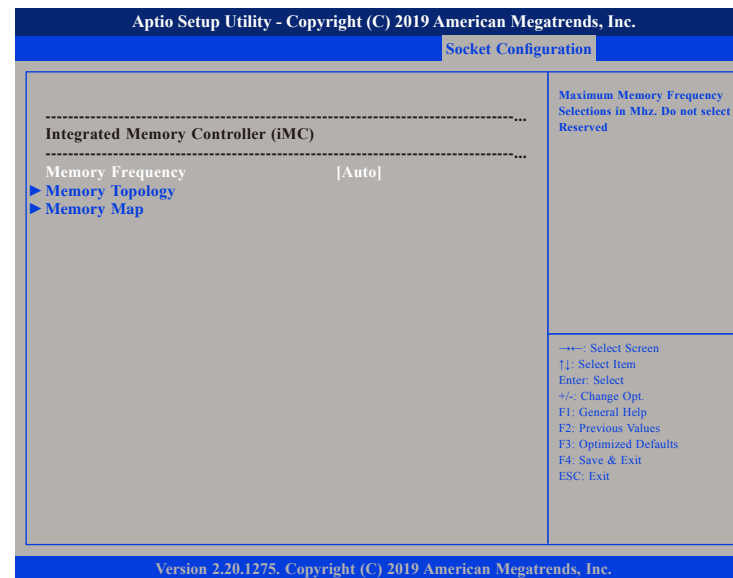 Aptio Setup Utility - Copyright (C) 2019 American Megatrends, Inc.
Socket Configuration
--------------------------------------------------------------------------------------...
Integrated Memory Controller (iMC)
--------------------------------------------------------------------------------------...
Memory Frequency [Auto]
►Memory Topology
►Memory Map
Maximum Memory Frequency
Selections in Mhz. Do not select
Reserved
→←: Select Screen
↑↓: Select Item
Enter: Select
+/-: Change Opt.
F1: General Help
F2: Previous Values
F3: Optimized Defaults
F4: Save & Exit
ESC: Exit
Version 2.20.1275. Copyright (C) 2019 American Megatrends, Inc.